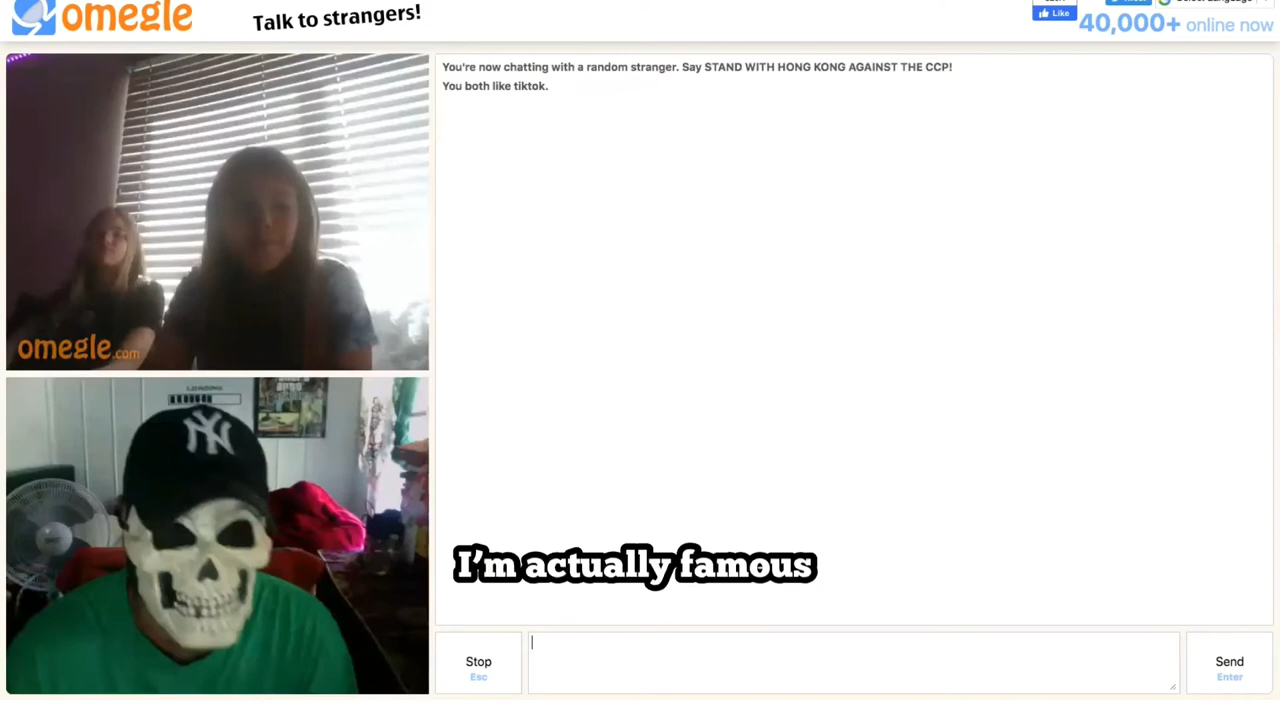 omegle
Talk to strangers!
Like
40,000+ online now
You're now chatting with a random stranger. Say STAND WITH HONG KONG AGAINST THE CCP!
You both like tiktok.
omegle.com
NY
I'm actually famous
Stop
Esc
Send
Enter